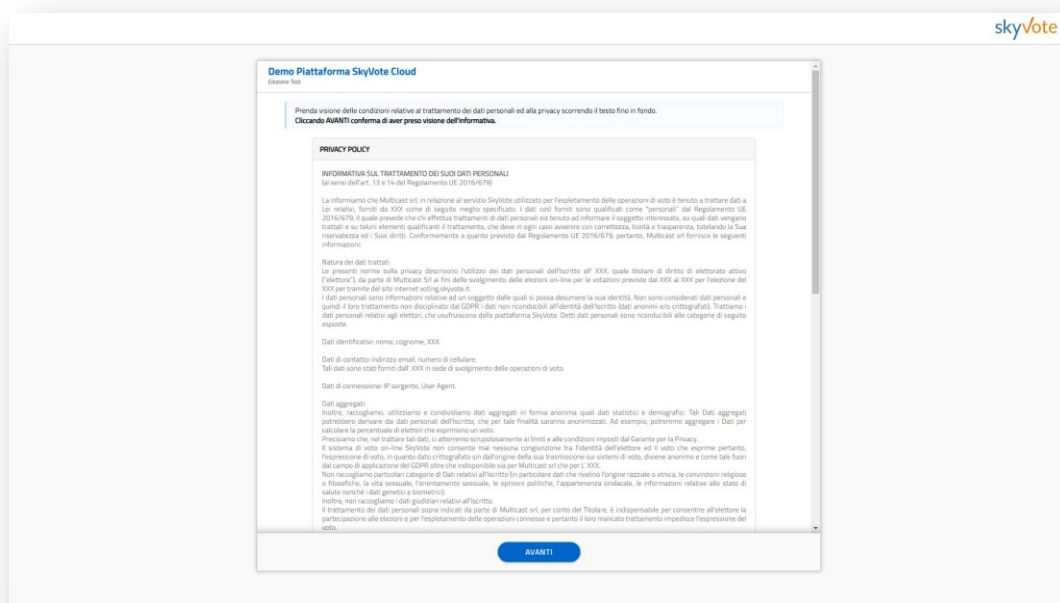 skyVote
Demo Piattaforma SkyVote Cloud
Elezione Test
Prenda visione delle condizioni relative al trattamento dei dati personali ed alla privacy scorrendo il testo fino in fondo.
Cliccando AVANTI conferma di aver preso visione dell'informativa.
PRIVACY POLICY
INFORMATIVA SUL TRATTAMENTO DEI SUOI DATI PERSONALI
(ai sensi dell'art. 13 e 14 del Regolamento UE 2016/679)
La informiamo che Multicast srl, in relazione al servizio SkyVote utilizzato per l'espletamento delle operazioni di voto è tenuto a trattare dati a
Lei relativi, forniti da XXX come di seguito meglio specificato. I dati così forniti sono qualificati come "personali" dal Regolamento UE
2016/679, il quale prevede che chi effettua trattamenti di dati personali sia tenuto ad informare il soggetto interessato, su quali dati vengano
trattati e su taluni elementi qualificanti il trattamento, che deve in ogni caso avvenire con correttezza, liceità e trasparenza, tutelando la Sua
riservatezza ed i Suoi diritti. Conformemente a quanto previsto dal Regolamento UE 2016/679, pertanto, Multicast srl fornisce le seguenti
informazioni:
Natura dei dati trattati
Le presenti norme sulla privacy descrivono l'utilizzo dei dati personali dell'Iscritto all' XXX, quale titolare di diritto di elettorato attivo
("elettore"), da parte di Multicast Srl ai fini dello svolgimento delle elezioni on-line per le votazioni previste dal XXX al XXX per l'elezione del
XXX per tramite del sito internet voting.skyvote.it.
I dati personali sono informazioni relative ad un soggetto dalle quali si possa desumere la sua identità. Non sono considerati dati personali e
quindi il loro trattamento non disciplinato dal GDPR i dati non riconducibili all'identità dell'Iscritto (dati anonimi e/o crittografati). Trattiamo i
dati personali relativi agli elettori, che usufruiscono della piattaforma SkyVote. Detti dati personali sono riconducibili alle categorie di seguito
esposte.
Dati identificativi: nome, cognome, XXX.
Dati di contatto: indirizzo email, numero di cellulare.
Tali dati sono stati forniti dall' XXX in sede di svolgimento delle operazioni di voto.
Dati di connessione: IP sorgente, User Agent.
Dati aggregati:
Inoltre, raccogliamo, utilizziamo e condividiamo dati aggregati in forma anonima quali dati statistici e demografici. Tali Dati aggregati
potrebbero derivare dai dati personali dell'Iscritto, che per tale finalità saranno anonimizzati. Ad esempio, potremmo aggregare i Dati per
calcolare la percentuale di elettori che esprimono un voto.
Precisiamo che, nel trattare tali dati, ci atterremo scrupolosamente ai limiti e alle condizioni imposti dal Garante per la Privacy.
Il sistema di voto on-line SkyVote non consente mai nessuna congiunzione tra l'identità dell'elettore ed il voto che esprime pertanto,
l'espressione di voto, in quanto dato crittografato sin dall'origine della sua trasmissione sui sistemi di voto, diviene anonimo e come tale fuori
dal campo di applicazione del GDPR oltre che indisponibile sia per Multicast srl che per L' XXX.
Non raccogliamo particolari categorie di Dati relativi all'Iscritto (in particolare dati che rivelino l'origine razziale o etnica, le convinzioni religiose
o filosofiche, la vita sessuale, l'orientamento sessuale, le opinioni politiche, l'appartenenza sindacale, le informazioni relative allo stato di
salute nonché i dati genetici e biometrici).
Inoltre, non raccogliamo i dati giudiziari relativi all'Iscritto.
Il trattamento dei dati personali sopra indicati da parte di Multicast srl, per conto del Titolare, è indispensabile per consentire all'elettore la
partecipazione alle elezioni e per l'espletamento delle operazioni connesse e pertanto il loro mancato trattamento impedisce l'espressione del
voto.
AVANTI